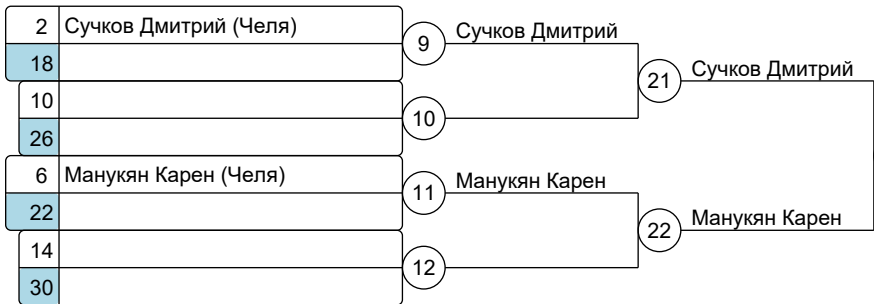 2 Сучков Дмитрий (Челя)
9 Сучков Дмитрий
18
21 Сучков Дмитрий
10
10
26
6 Манукян Карен (Челя)
11 Манукян Карен
22
22 Манукян Карен
14
12
30